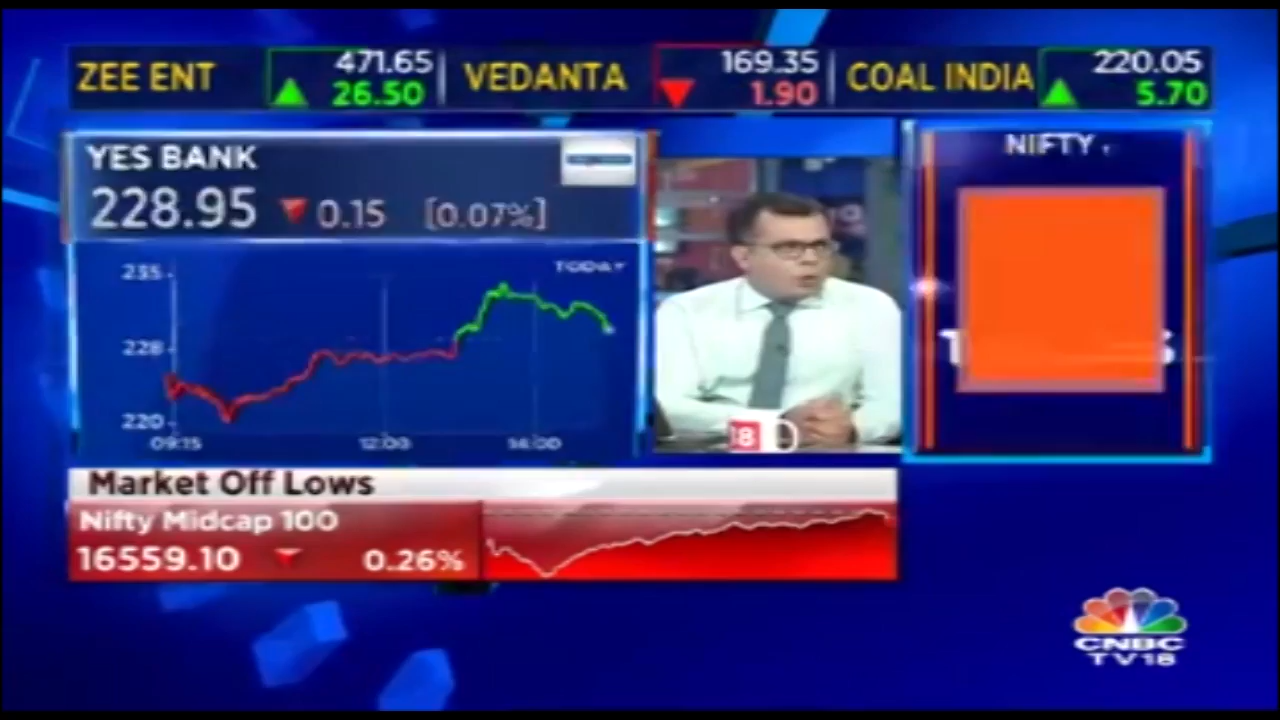 ZEE ENT 471.65 26.50 VEDANTA 169.35 1.90 COAL INDIA 220.05 5.70
YES BANK
228.95 0.15 [0.07%]
TODAY
235
228
220
09:15 12:00 14:00
NIFTY
18
Market Off Lows
Nifty Midcap 100
16559.10 0.26%
CNBC
TV18